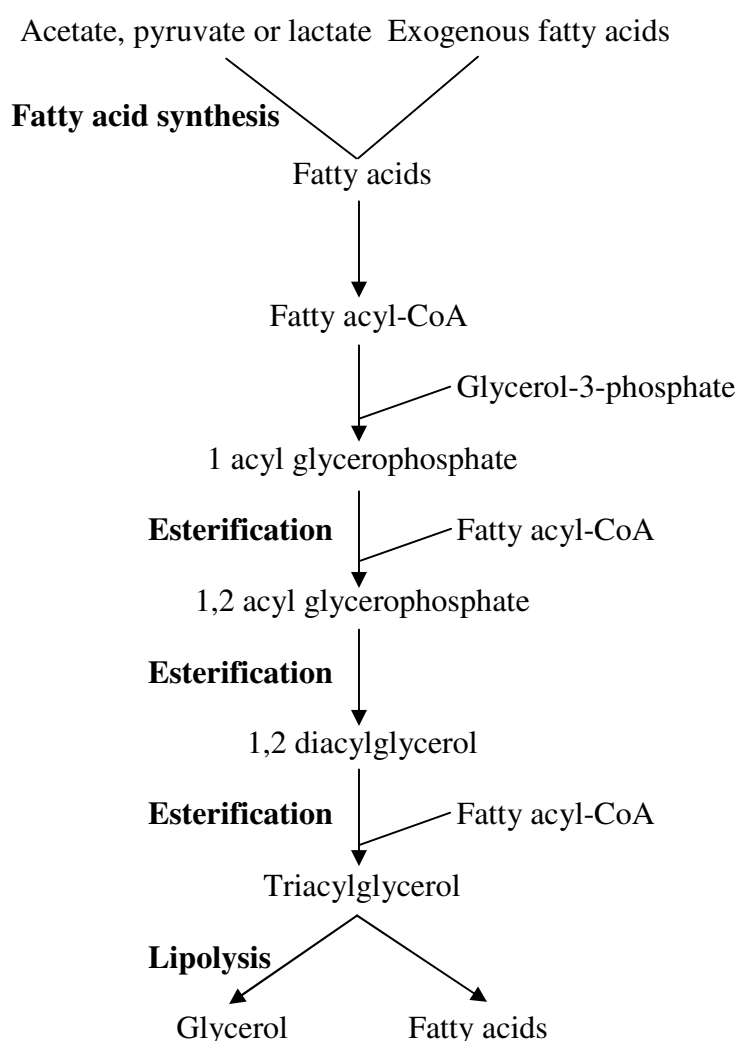 Acetate, pyruvate or lactate Exogenous fatty acids
Fatty acid synthesis
Fatty acids
Fatty acyl-CoA
Glycerol-3-phosphate
1 acyl glycerophosphate
Esterification Fatty acyl-CoA
1,2 acyl glycerophosphate
Esterification
1,2 diacylglycerol
Esterification Fatty acyl-CoA
Triacylglycerol
Lipolysis
Glycerol Fatty acids